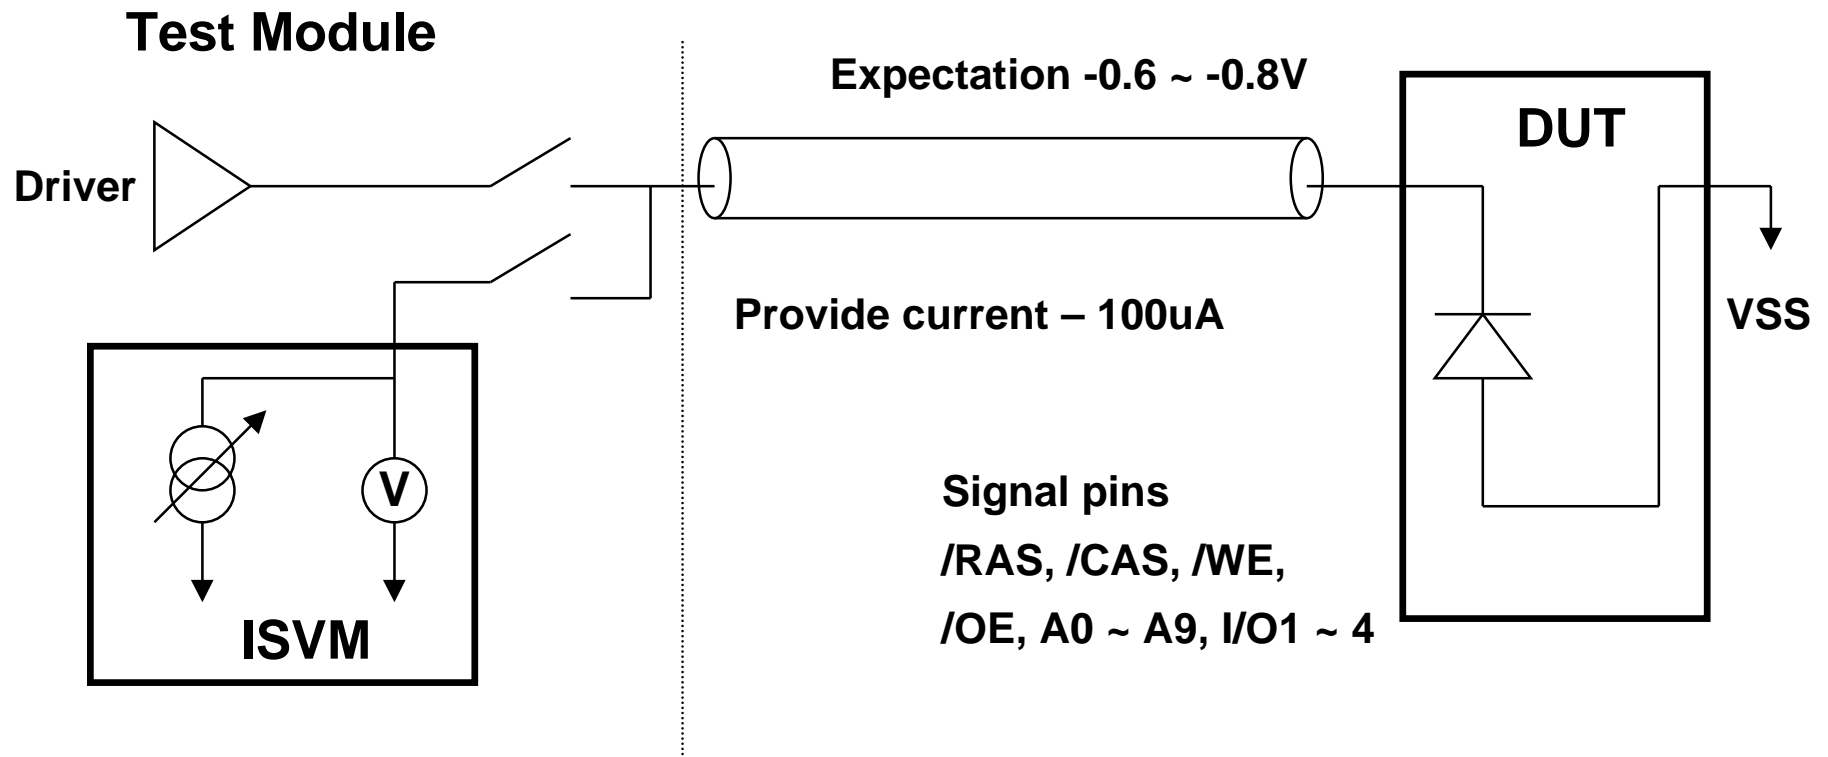 Test Module
Expectation -0.6 ~ -0.8V
DUT
Driver
Provide current – 100uA
VSS
V
Signal pins
/RAS, /CAS, /WE,
/OE, A0 ~ A9, I/O1 ~ 4
ISVM